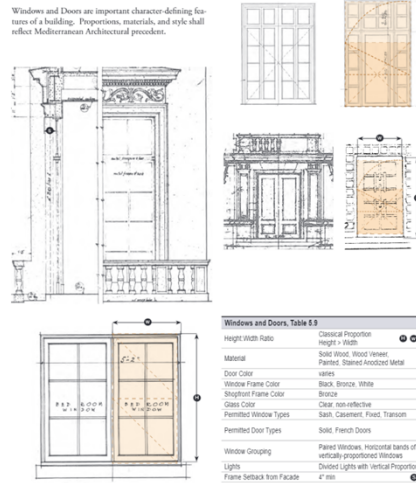 Windows and Doors are important character-defining fea-
tures of a building. Proportions, materials, and style shall
reflect Mediterranean Architectural precedent.
BED ROOM
WINDOW
BED ROOM
WINDOW
Windows and Doors, Table 5.9
Height:Width Ratio
Classical Proportion
Height > Width
Material
Solid Wood, Wood Veneer,
Painted, Stained Anodized Metal
Door Color
varies
Window Frame Color
Black, Bronze, White
Shopfront Frame Color
Bronze
Glass Color
Clear, non-reflective
Permitted Window Types
Sash, Casement, Fixed, Transom
Permitted Door Types
Solid, French Doors
Window Grouping
Paired Windows, Horizontal bands of
vertically-proportioned Windows
Lights
Divided Lights with Vertical Proportio
Frame Setback from Facade
4" min